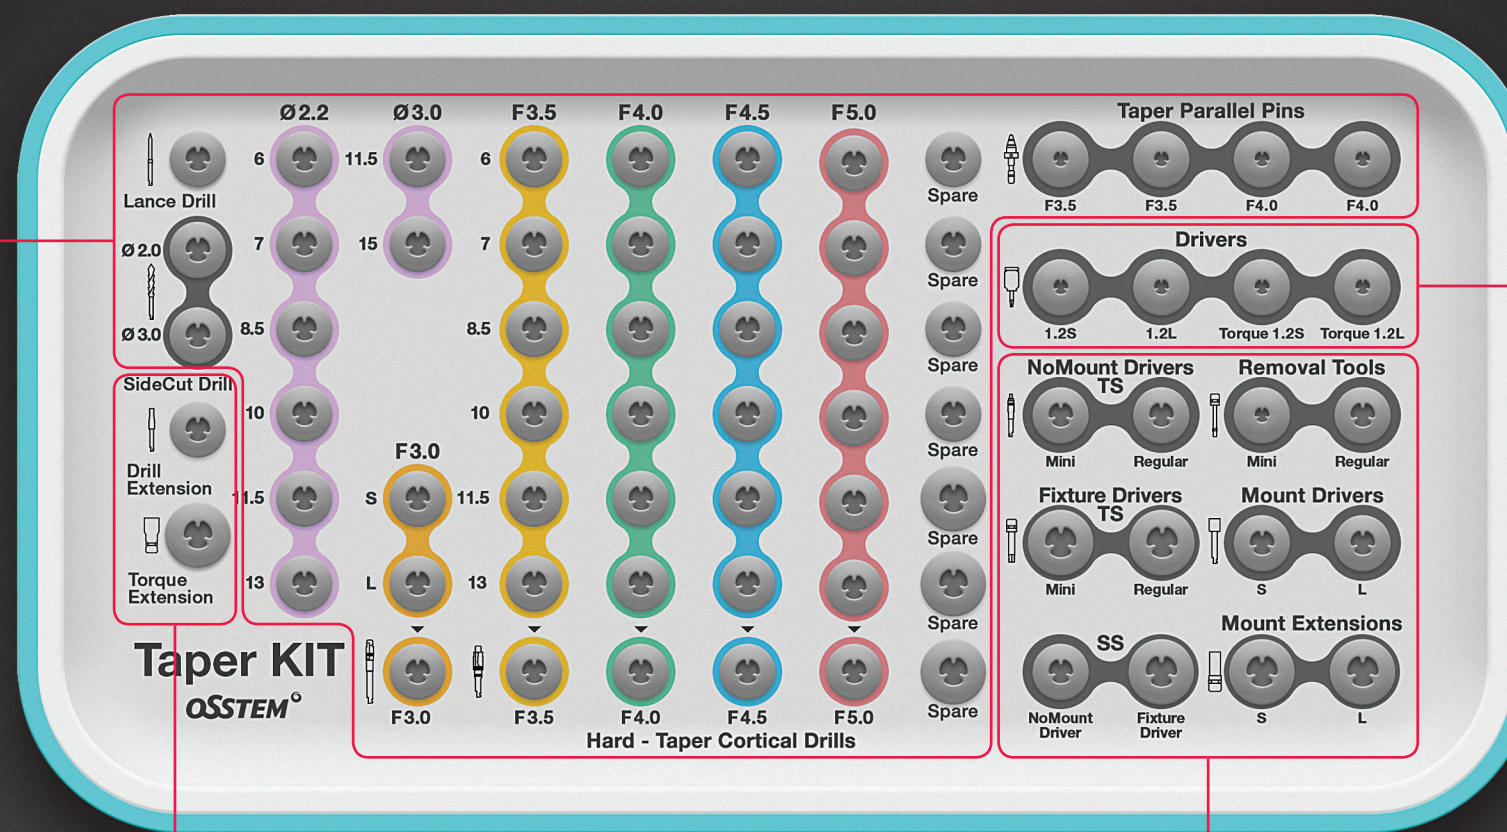 Ø2.2 Ø3.0 F3.5 F4.0 F4.5 F5.0
Lance Drill
Ø2.0
Ø3.0
SideCut Drill
Drill
Extension
Torque
Extension
6
7
8.5
10
11.5
13
11.5
15
F3.0
S
L
6
7
8.5
10
11.5
13
Spare
Spare
Spare
Spare
Spare
Spare
Spare
F3.0 F3.5 F4.0 F4.5 F5.0
Hard - Taper Cortical Drills
Taper KIT
OSSTEM
Taper Parallel Pins
F3.5 F3.5 F4.0 F4.0
Drivers
1.2S 1.2L Torque 1.2S Torque 1.2L
NoMount Drivers
TS
Mini Regular
Removal Tools
Mini Regular
Fixture Drivers
TS
Mini Regular
Mount Drivers
S L
SS
NoMount
Driver
Fixture
Driver
Mount Extensions
S L